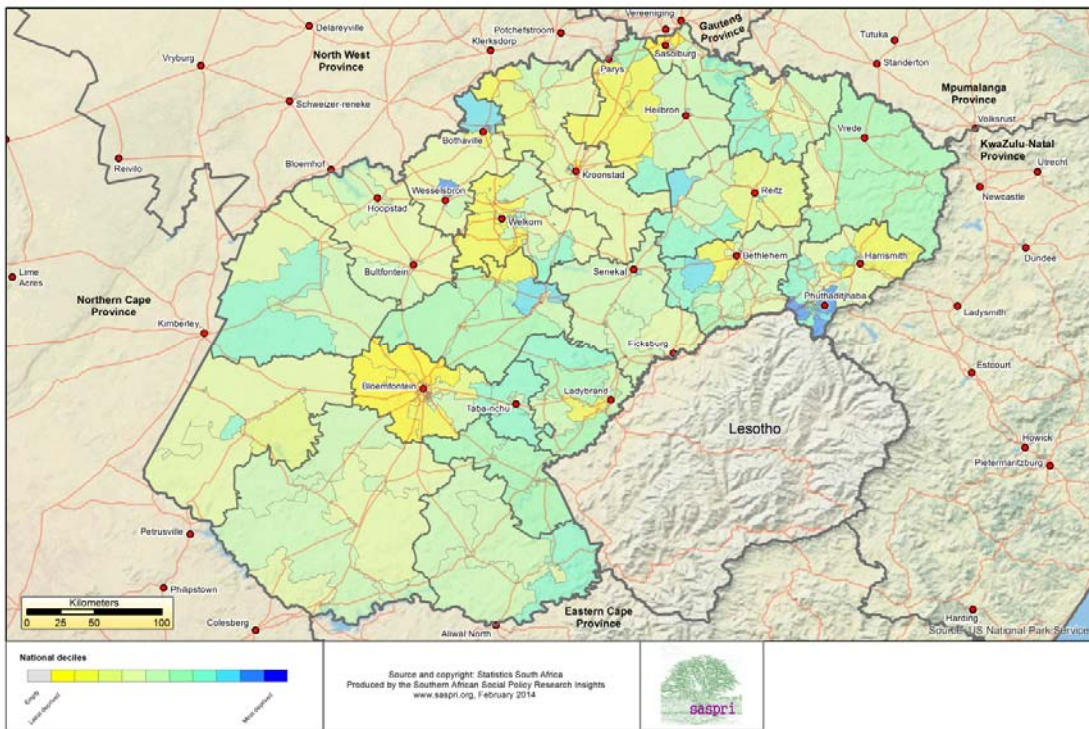 Vereeniging
Gauteng
Province
Delareyville
Potchefstroom
Tutuka
North West
Province
Klerksdorp
Sasolburg
Standerton
Vryburg
Parys
Mpumalanga
Province
Schweizer-reneke
Heilbron
Volksrust
Vrede
Bothaville
KwaZulu-Natal
Province
Reivilo
Bloemhof
Kroonstad
Utrecht
Wesselsbron
Reitz
Newcastle
Hoopstad
Welkom
Bethlehem
Harrismith
Dundee
Lime
Acres
Bultfontein
Senekal
Northern Cape
Province
Phuthaditjhaba
Ladysmith
Kimberley
Ficksburg
Estcourt
Bloemfontein
Ladybrand
Taba-nchu
Lesotho
Howick
Pietermaritzburg
Petrusville
Philipstown
Kilometers
0 25 50 100
Eastern Cape
Province
Harding
Colesberg
Aliwal North
Source: US National Park Service
National deciles
Empty
Least deprived
Most deprived
Source and copyright: Statistics South Africa
Produced by the Southern African Social Policy Research Insights
www.saspri.org, February 2014
saspri